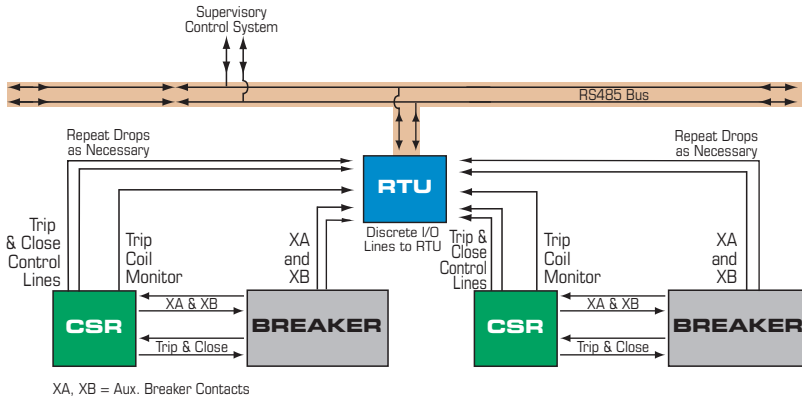 Supervisory
Control System
RS485 Bus
Repeat Drops
as Necessary
Repeat Drops
as Necessary
RTU
Discrete I/O
Lines to RTU
Trip
& Close
Control
Lines
Trip
Coil
Monitor
XA
and
XB
Trip &
Close
Control
Lines
Trip
Coil
Monitor
XA
and
XB
CSR
XA & XB
Trip & Close
BREAKER
CSR
XA & XB
Trip & Close
BREAKER
XA, XB = Aux. Breaker Contacts